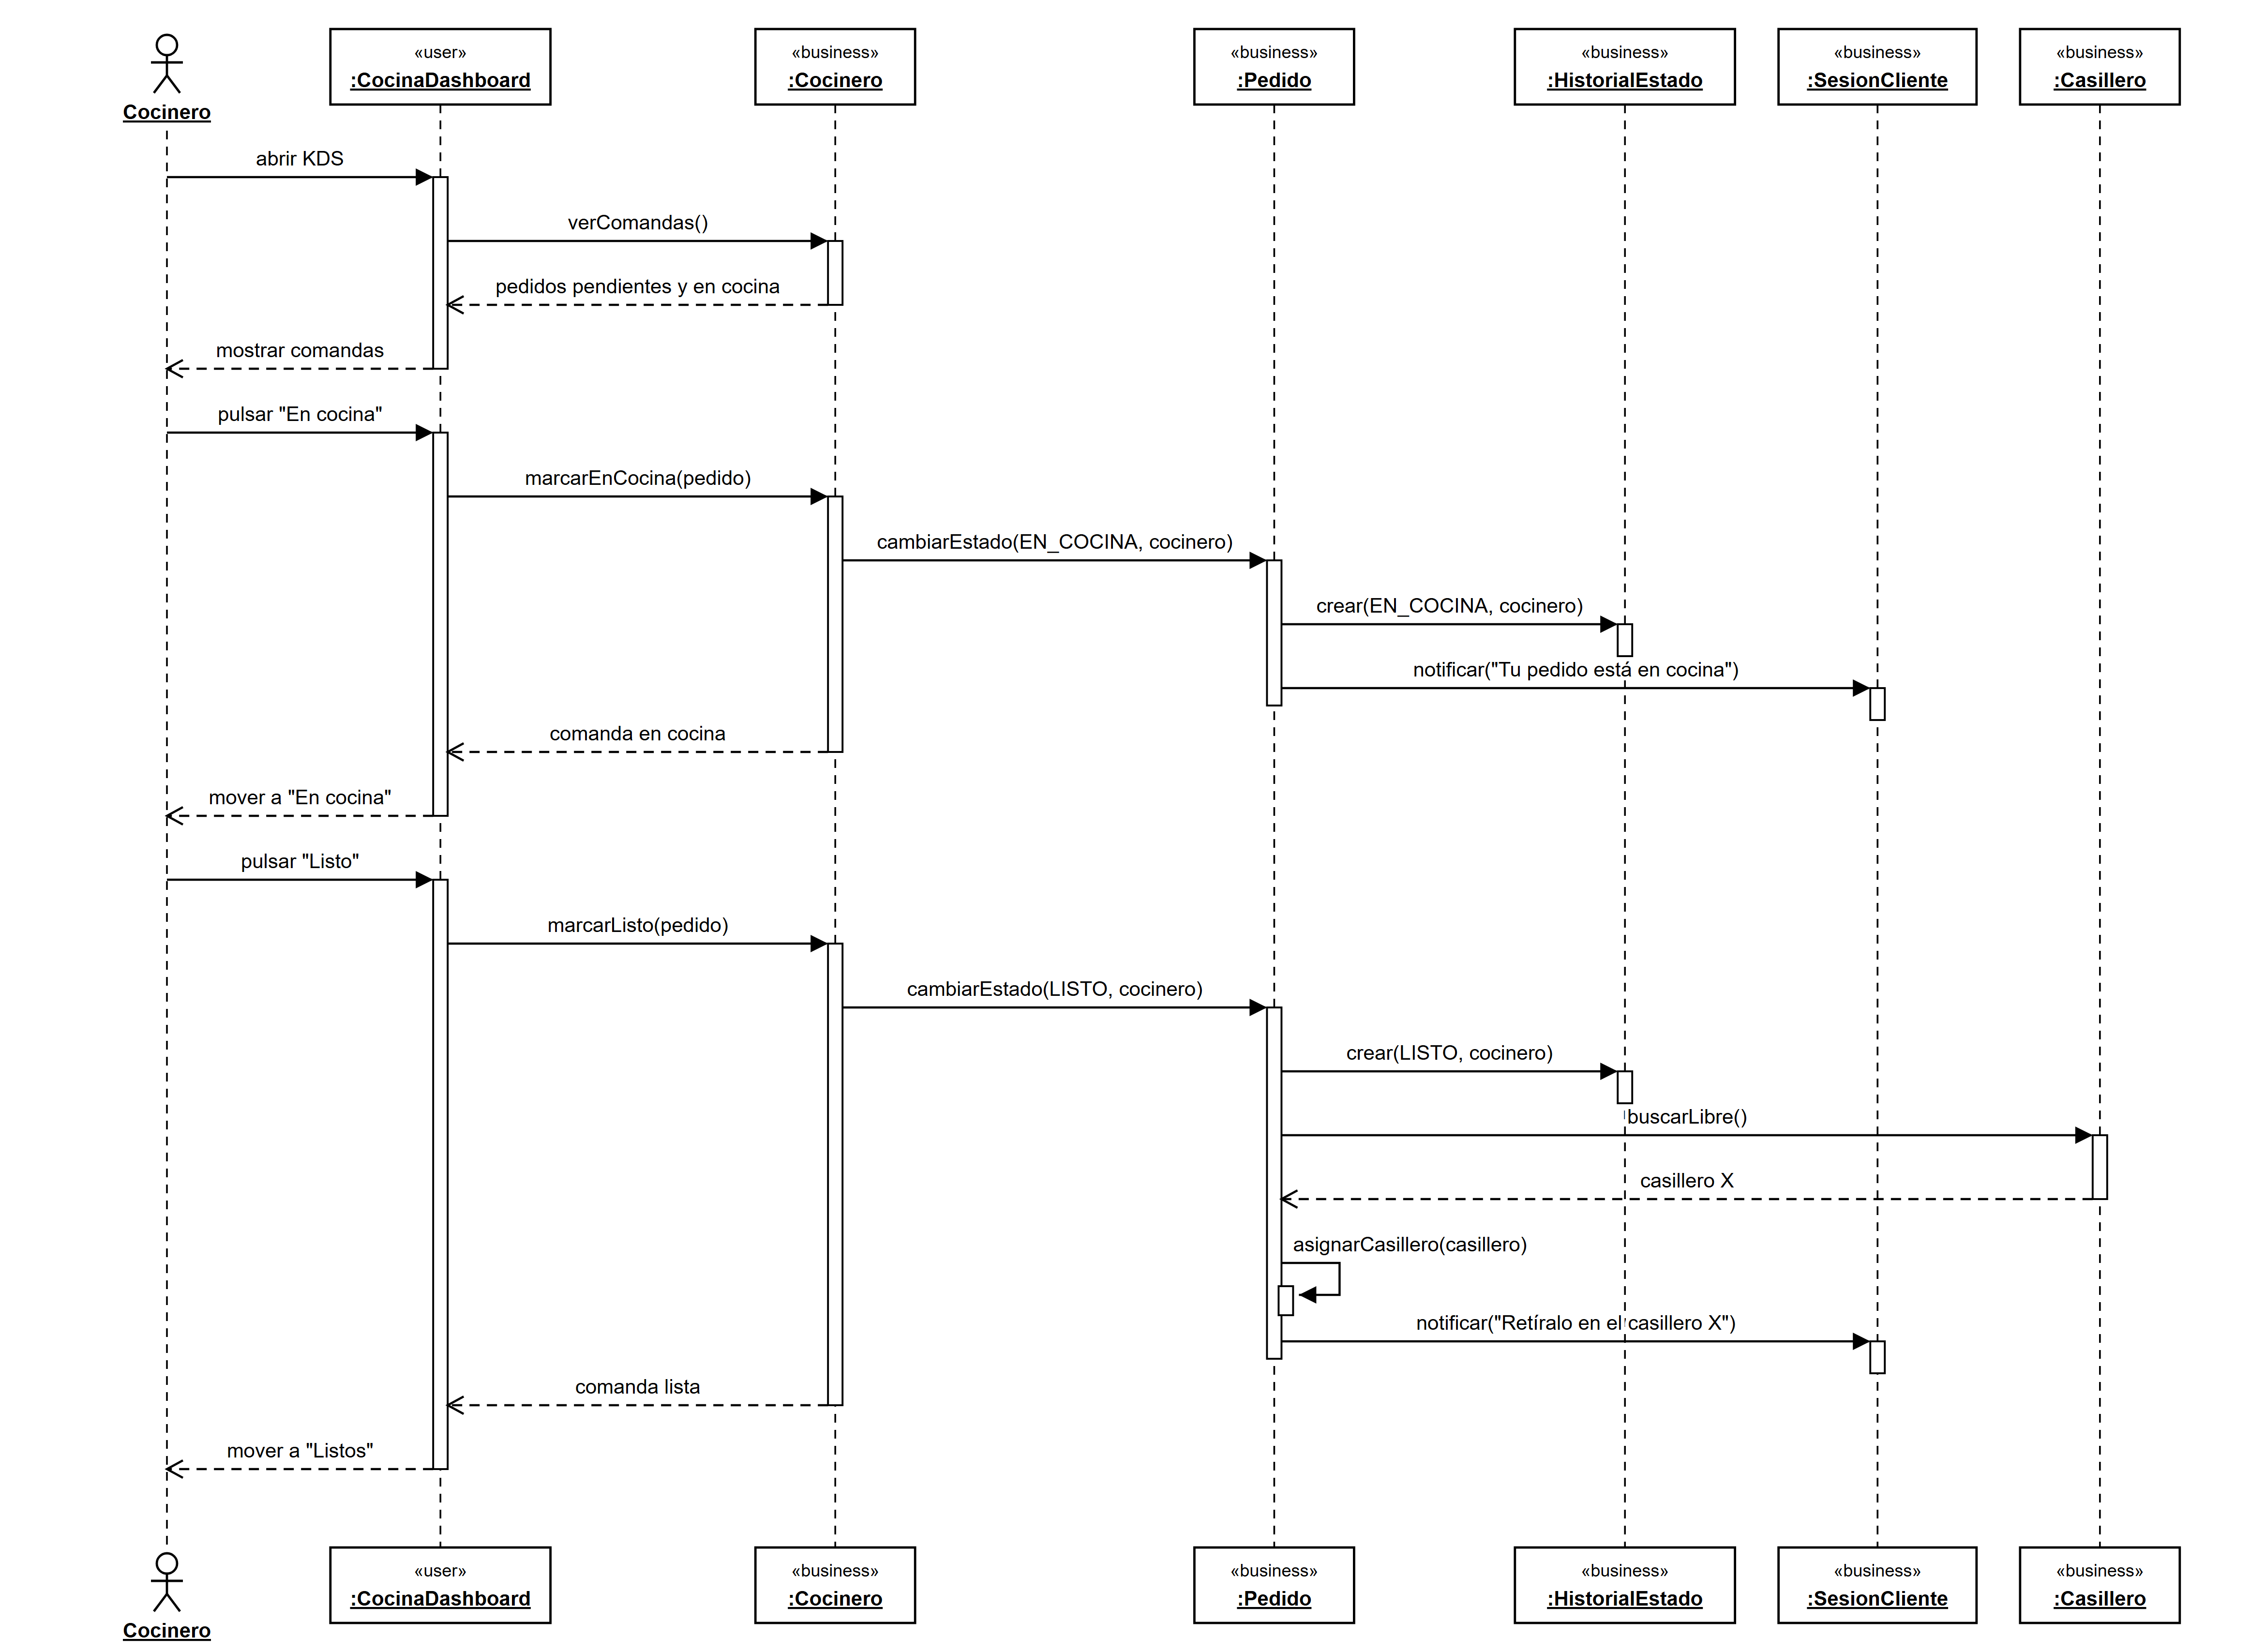 «user»
:CocinaDashboard
«business»
:Cocinero
«business»
:Pedido
«business»
:HistorialEstado
«business»
:SesionCliente
«business»
:Casillero
Cocinero
abrir KDS
verComandas()
pedidos pendientes y en cocina
mostrar comandas
pulsar "En cocina"
marcarEnCocina(pedido)
cambiarEstado(EN_COCINA, cocinero)
crear(EN_COCINA, cocinero)
notificar("Tu pedido está en cocina")
comanda en cocina
mover a "En cocina"
pulsar "Listo"
marcarListo(pedido)
cambiarEstado(LISTO, cocinero)
crear(LISTO, cocinero)
buscarLibre()
casillero X
asignarCasillero(casillero)
notificar("Retíralo en el casillero X")
comanda lista
mover a "Listos"
«user»
:CocinaDashboard
«business»
:Cocinero
«business»
:Pedido
«business»
:HistorialEstado
«business»
:SesionCliente
«business»
:Casillero
Cocinero